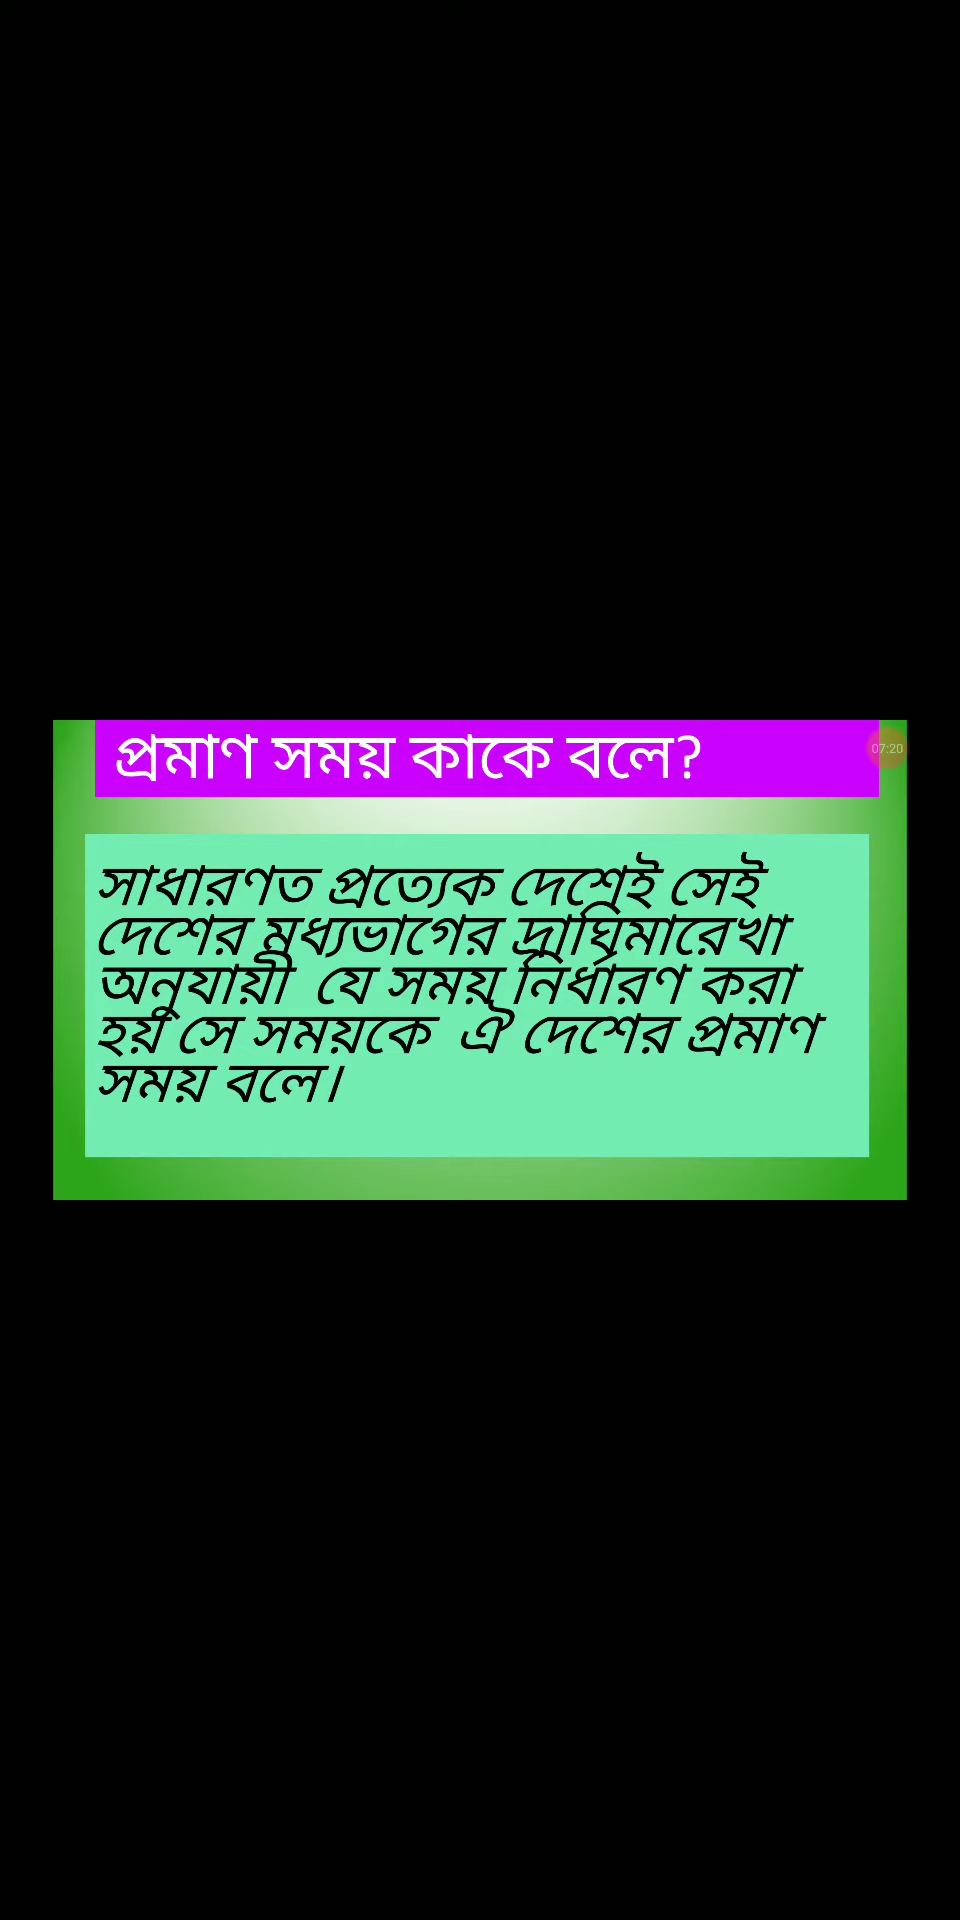 প্রমাণ সময় কাকে বলে?
07:20
সাধারণত প্রত্যেক দেশেই সেই
দেশের মধ্যভাগের দ্রাঘিমারেখা
অনুযায়ী যে সময় নির্ধারণ করা
হয় সে সময়কে ঐ দেশের প্রমাণ
সময় বলে।